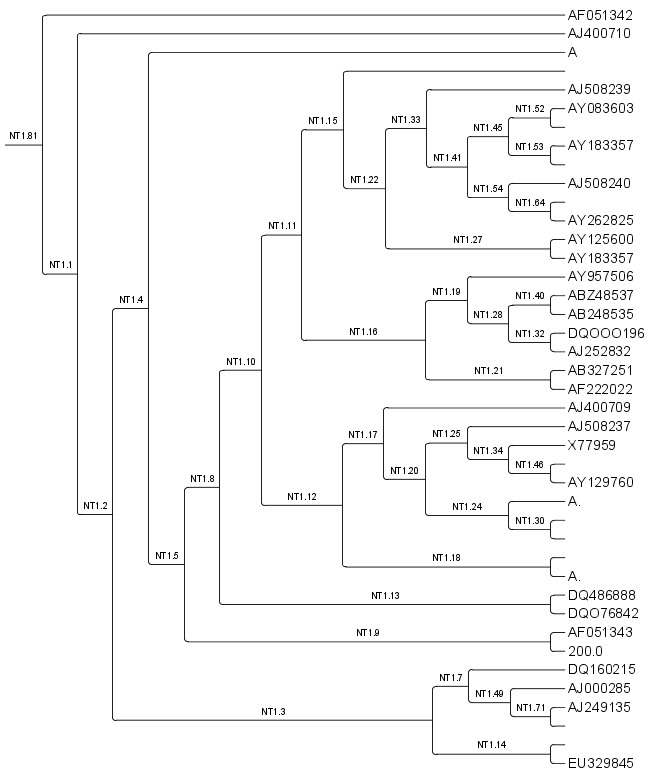 AF051342
AJ400710
A
AJ508239
NT1.52 AY083603
NT1.15 NT1.33 NT1.45
NT1.81 NT1.53 AY183357
NT1.41
NT1.22 NT1.54 AJ508240
NT1.64
AY262825
NT1.11 NT1.27 AY125600
AY183357
NT1.1 AY957506
NT1.4 NT1.19 NT1.40 ABZ48537
NT1.28 AB248535
NT1.16 NT1.32 DQOOO196
AJ252832
NT1.10 NT1.21 AB327251
AF222022
AJ400709
NT1.17 NT1.25 AJ508237
NT1.34 X77959
NT1.20 NT1.46
NT1.8 AY129760
NT1.2 NT1.12 NT1.24 A.
NT1.30
NT1.5 NT1.18
A.
NT1.13 DQ486888
DQO76842
NT1.9 AF051343
200.0
DQ160215
NT1.7 AJ000285
NT1.49
NT1.3 NT1.71 AJ249135
NT1.14
EU329845